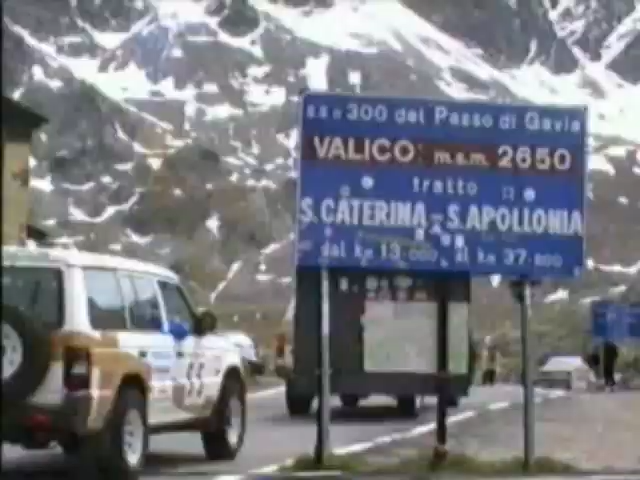 s.s.n 300 del Passo di Gavia
VALICO: m.s.m. 2650
tratto
S. CATERINA - S. APOLLONIA
dal km 13.000 al km 37.800